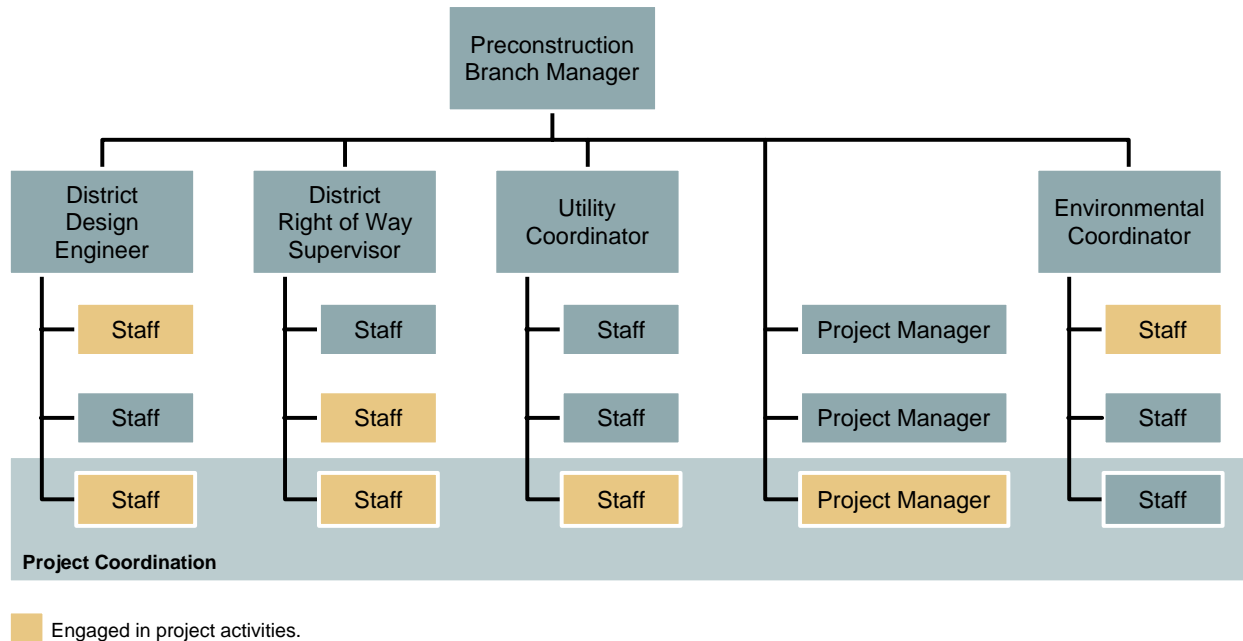 Preconstruction
Branch Manager
District
Design
Engineer
District
Right of Way
Supervisor
Utility
Coordinator
Environmental
Coordinator
Staff
Staff
Staff
Project Manager
Staff
Staff
Staff
Staff
Project Manager
Staff
Staff
Staff
Staff
Project Manager
Staff
Project Coordination
Engaged in project activities.